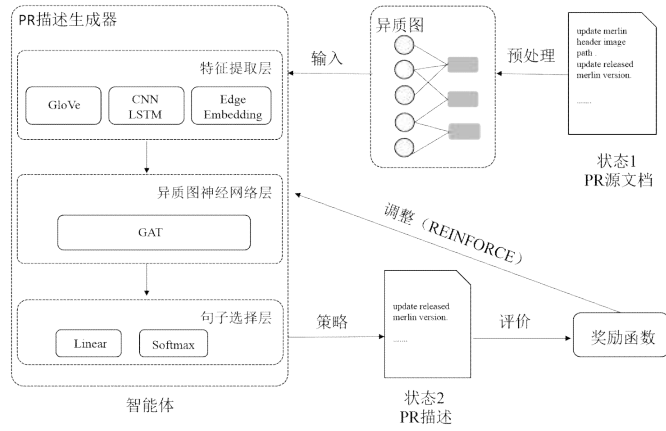 PR描述生成器
特征提取层
GloVe
CNN
LSTM
Edge
Embedding
异质图神经网络层
GAT
句子选择层
Linear
Softmax
智能体
输入
异质图
预处理
update merlin
header image
path .
update released
merlin version.
........
状态1
PR源文档
调整（REINFORCE）
策略
update released
merlin version.
.......
状态2
PR描述
评价
奖励函数